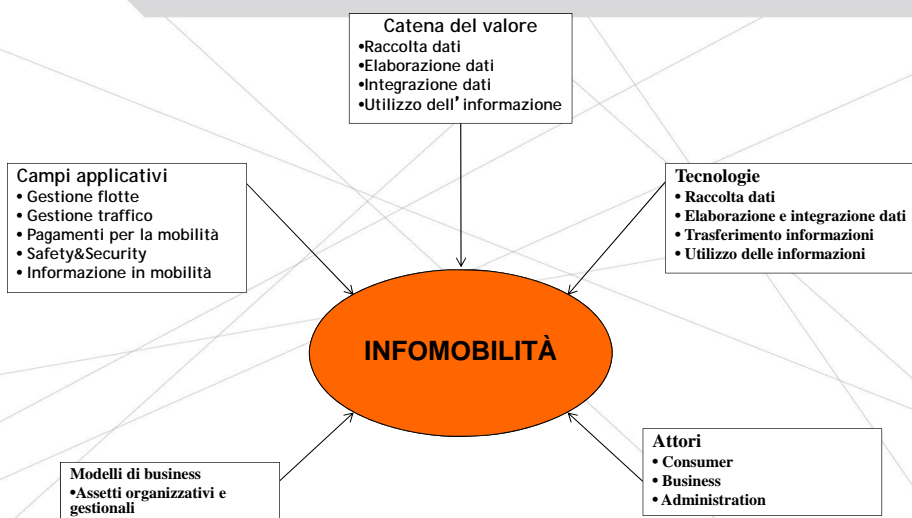 Catena del valore
•Raccolta dati
•Elaborazione dati
•Integrazione dati
•Utilizzo dell’informazione
Campi applicativi
• Gestione flotte
• Gestione traffico
• Pagamenti per la mobilità
• Safety&Security
• Informazione in mobilità
Tecnologie
• Raccolta dati
• Elaborazione e integrazione dati
• Trasferimento informazioni
• Utilizzo delle informazioni
INFOMOBILITÀ
Modelli di business
•Assetti organizzativi e
gestionali
Attori
• Consumer
• Business
• Administration